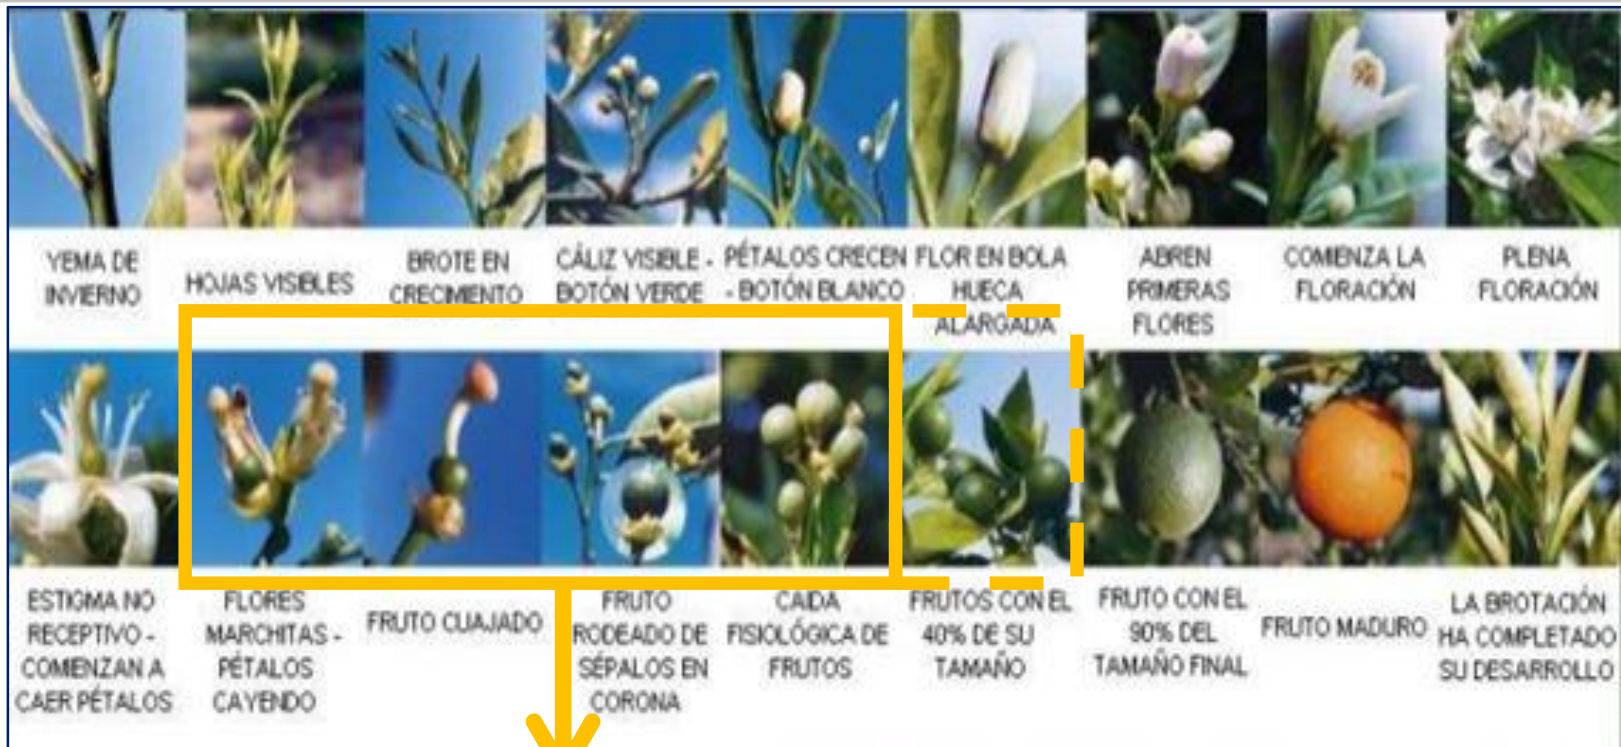 YEMA DE
INVIERNO
HOJAS VISIBLES
BROTE EN
CRECIMIENTO
CÁLIZ VISIBLE -
BOTÓN VERDE
PÉTALOS CRECEN
- BOTÓN BLANCO
FLOR EN BOLA
HUECA
ALARGADA
ABREN
PRIMERAS
FLORES
COMIENZA LA
FLORACIÓN
PLENA
FLORACIÓN
ESTIGMA NO
RECEPTIVO -
COMIENZAN A
CAER PÉTALOS
FLORES
MARCHITAS -
PÉTALOS
CAYENDO
FRUTO CUAJADO
FRUTO
RODEADO DE
SÉPALOS EN
CORONA
CAIDA
FISIOLÓGICA DE
FRUTOS
FRUTOS CON EL
40% DE SU
TAMAÑO
FRUTO CON EL
90% DEL
TAMAÑO FINAL
FRUTO MADURO
LA BROTACIÓN
HA COMPLETADO
SU DESARROLLO